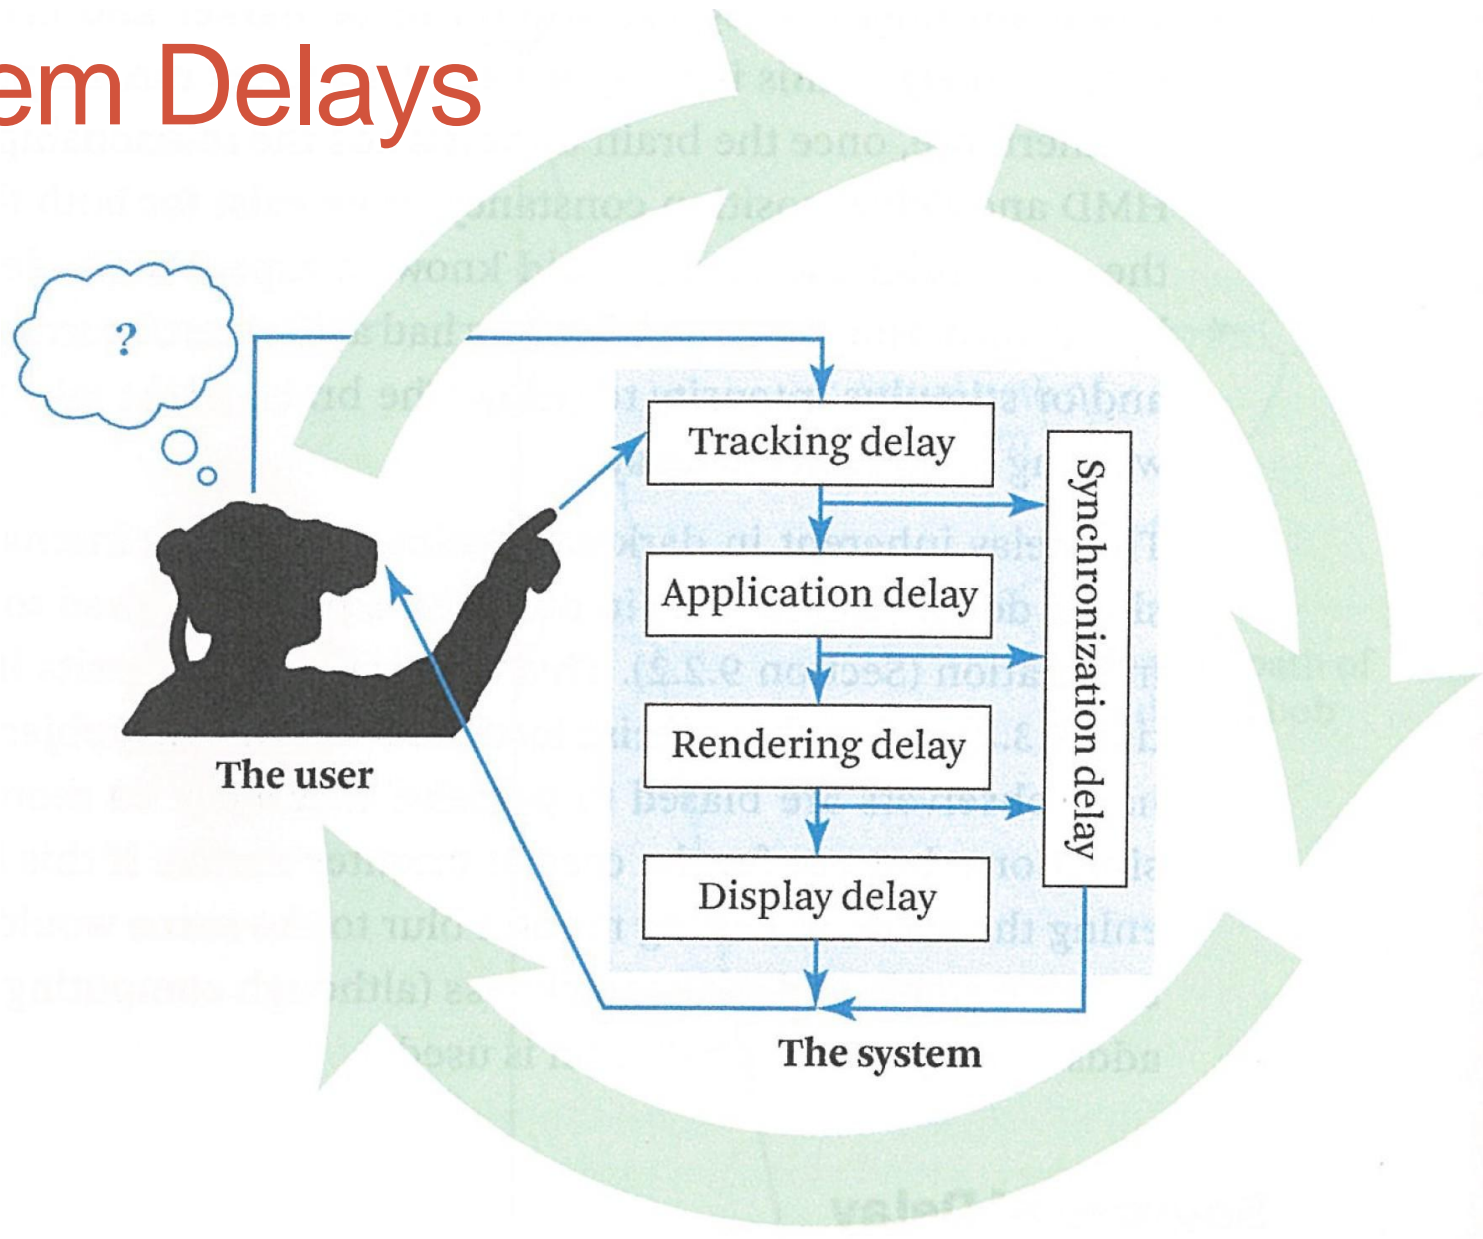 em Delays
?
Tracking delay
Application delay
Rendering delay
Display delay
Synchronization delay
The user
The system